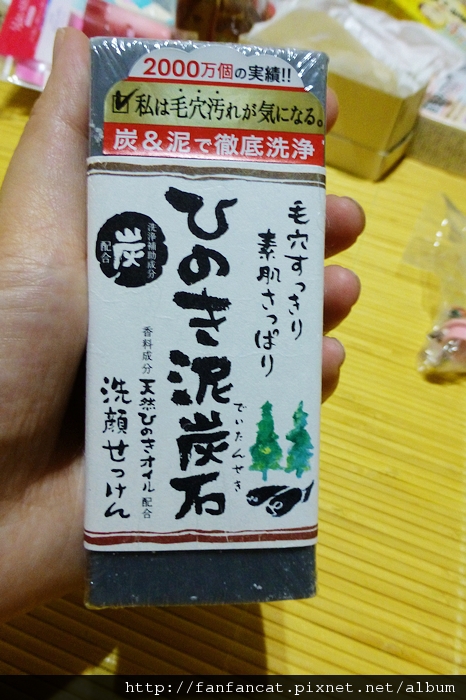 2000万個の実績!!
私は毛穴汚れが気になる。
炭&泥で徹底洗浄
毛穴すっきり
素肌さっぱり
ひのき泥炭石
でいたんせき
洗浄補助成分
炭
配合
香料成分
天然ひのきオイル
配合
洗顔せっけん
http://fanfancat.pixnet.net/album